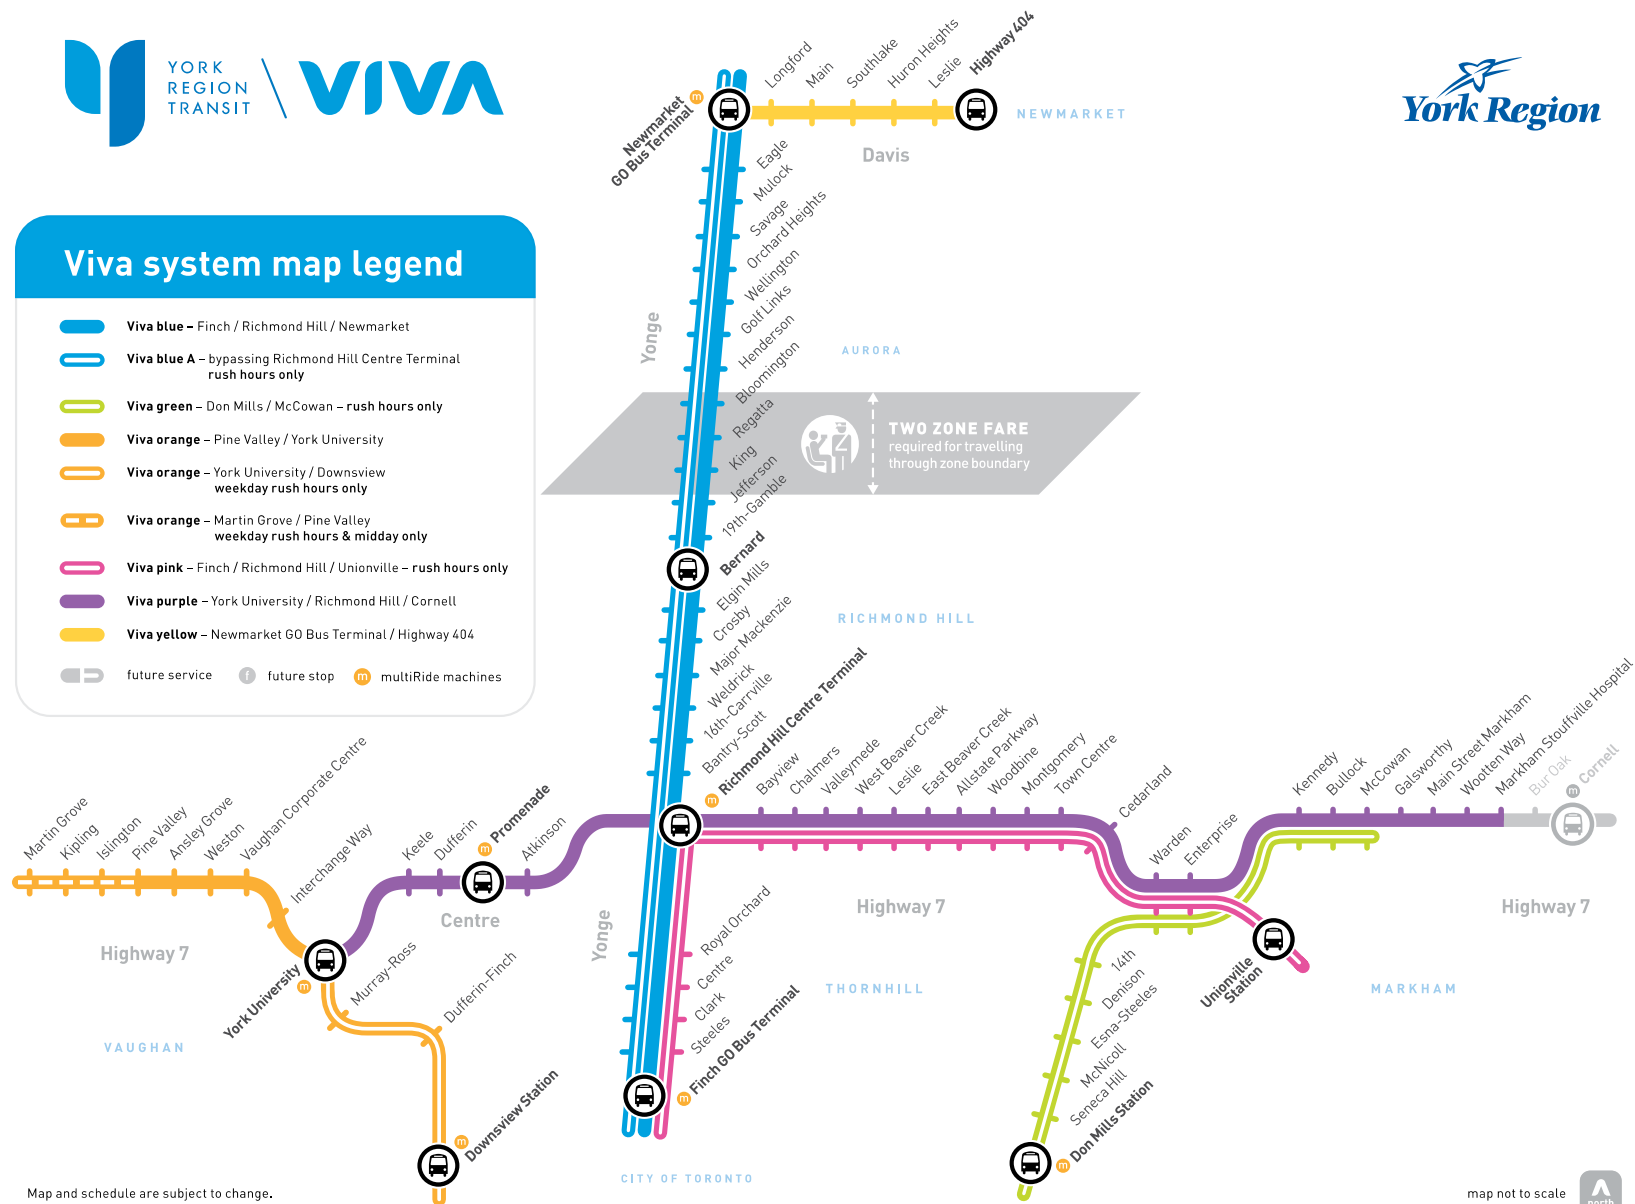 YORK
REGION
TRANSIT
VIVA
York Region
Viva system map legend
Viva blue – Finch / Richmond Hill / Newmarket
Viva blue A – bypassing Richmond Hill Centre Terminal
rush hours only
Viva green – Don Mills / McCowan – rush hours only
Viva orange – Pine Valley / York University
Viva orange – York University / Downsview
weekday rush hours only
Viva orange – Martin Grove / Pine Valley
weekday rush hours & midday only
Viva pink – Finch / Richmond Hill / Unionville – rush hours only
Viva purple – York University / Richmond Hill / Cornell
Viva yellow – Newmarket GO Bus Terminal / Highway 404
future service
f
future stop
m
multiRide machines
Newmarket
GO Bus Terminal
m
Longford
Main
Southlake
Huron Heights
Leslie
Highway 404
NEWMARKET
Davis
Eagle
Mulock
Savage
Orchard Heights
Wellington
Golf Links
Henderson
Bloomington
Regatta
King
Jefferson
19th-Gamble
Bernard
Elgin Mills
Crosby
Major Mackenzie
Weldrick
16th-Carrville
Bantry-Scott
Richmond Hill Centre Terminal
m
Yonge
AURORA
TWO ZONE FARE
required for travelling
through zone boundary
RICHMOND HILL
Martin Grove
Kipling
Islington
Pine Valley
Ansley Grove
Weston
Vaughan Corporate Centre
Interchange Way
York University
m
Keele
Dufferin
Promenade
m
Atkinson
Centre
Highway 7
Murray-Ross
Dufferin-Finch
Downsview Station
m
VAUGHAN
Bayview
Chalmers
Valleymede
West Beaver Creek
Leslie
East Beaver Creek
Allstate Parkway
Woodbine
Montgomery
Town Centre
Cedarland
Warden
Enterprise
Kennedy
Bullock
McCowan
Galsworthy
Main Street Markham
Wootten Way
Markham Stouffville Hospital
Bur Oak
m
Cornell
Highway 7
Highway 7
Yonge
Royal Orchard
Centre
Clark
Steeles
Finch GO Bus Terminal
m
THORNHILL
14th
Denison
Esna-Steeles
McNicoll
Seneca Hill
Don Mills Station
m
Unionville
Station
MARKHAM
CITY OF TORONTO
Map and schedule are subject to change.
map not to scale
north